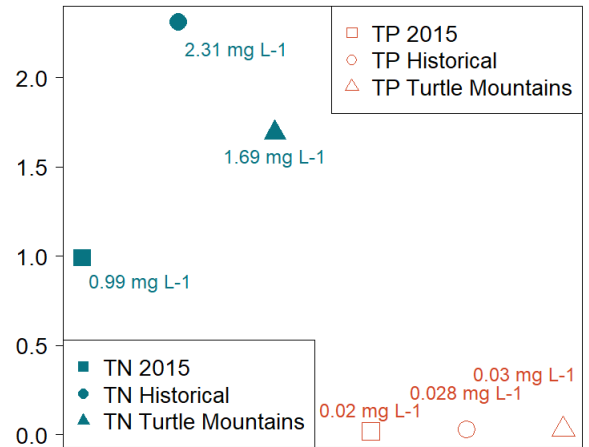 TP 2015
TP Historical
TP Turtle Mountains
2.31 mg L-1
2.0
1.69 mg L-1
1.5
1.0
0.99 mg L-1
0.5
TN 2015
TN Historical
TN Turtle Mountains
0.03 mg L-1
0.028 mg L-1
0.02 mg L-1
0.0